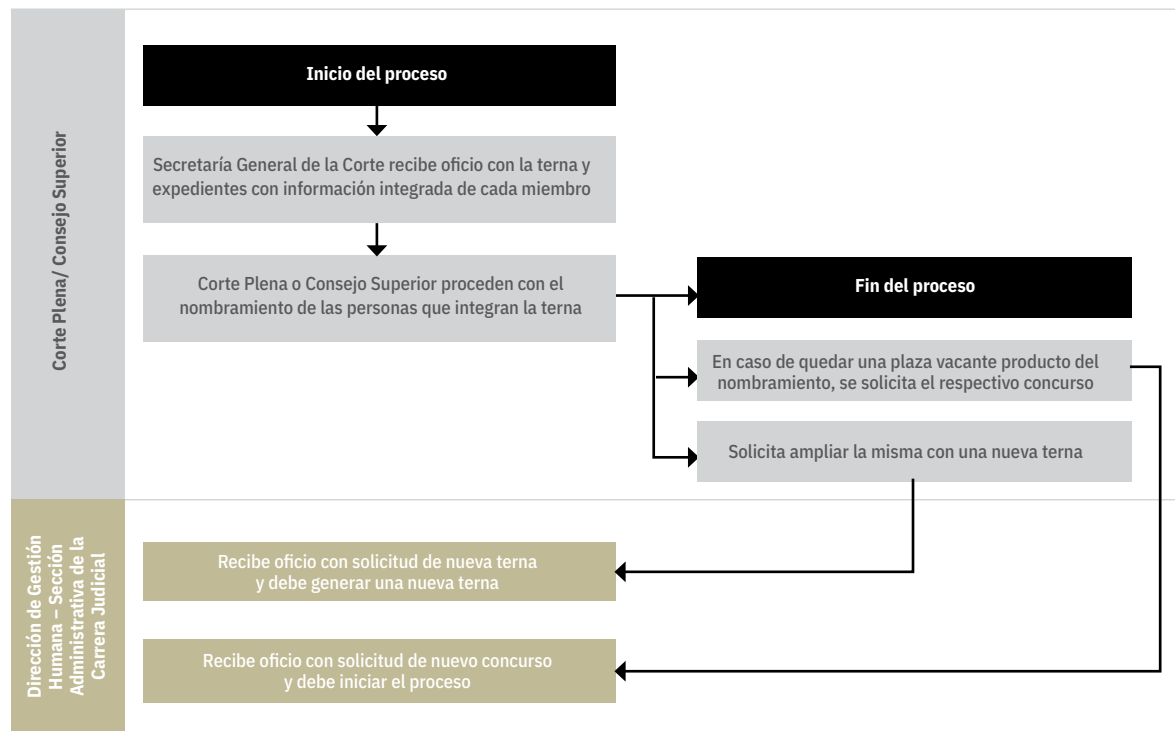 Corte Plena/ Consejo Superior
Inicio del proceso
Secretaría General de la Corte recibe oficio con la terna y
expedientes con información integrada de cada miembro
Corte Plena o Consejo Superior proceden con el
nombramiento de las personas que integran la terna
Fin del proceso
En caso de quedar una plaza vacante producto del
nombramiento, se solicita el respectivo concurso
Solicita ampliar la misma con una nueva terna
Dirección de Gestión
Humana – Sección
Administrativa de la
Carrera Judicial
Recibe oficio con solicitud de nueva terna
y debe generar una nueva terna
Recibe oficio con solicitud de nuevo concurso
y debe iniciar el proceso